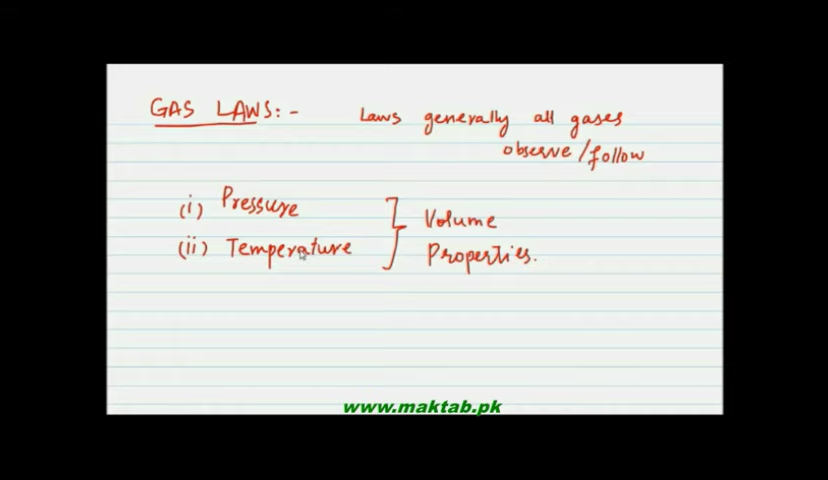 GAS LAWS:- Laws generally all gases
observe/follow
(i) Pressure
(ii) Temperature
Volume
Properties.
www.maktab.pk